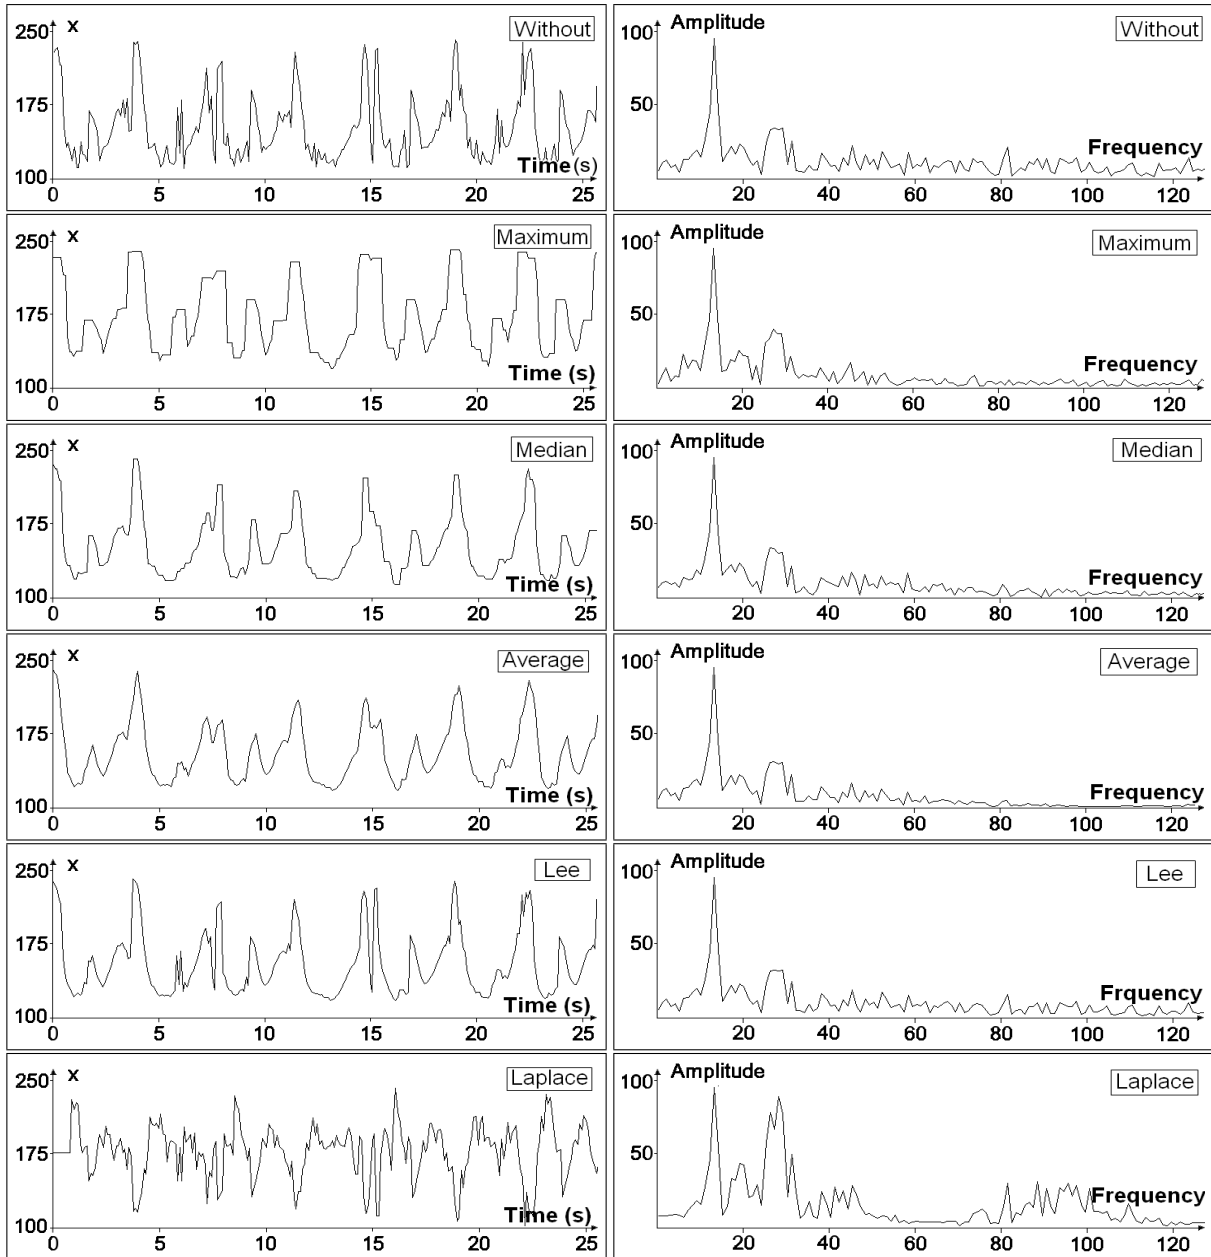 250 X Without
175
100 Time (s)
0 5 10 15 20 25
100 Amplitude Without
50
Frequency
20 40 60 80 100 120
250 X Maximum
175
100 Time (s)
0 5 10 15 20 25
100 Amplitude Maximum
50
Frequency
20 40 60 80 100 120
250 X Median
175
100 Time (s)
0 5 10 15 20 25
100 Amplitude Median
50
Frequency
20 40 60 80 100 120
250 X Average
175
100 Time (s)
0 5 10 15 20 25
100 Amplitude Average
50
Frequency
20 40 60 80 100 120
250 X Lee
175
100 Time (s)
0 5 10 15 20 25
100 Amplitude Lee
50
Frquency
20 40 60 80 100 120
250 X Laplace
175
100 Time (s)
0 5 10 15 20 25
100 Amplitude Laplace
50
Frequency
20 40 60 80 100 120